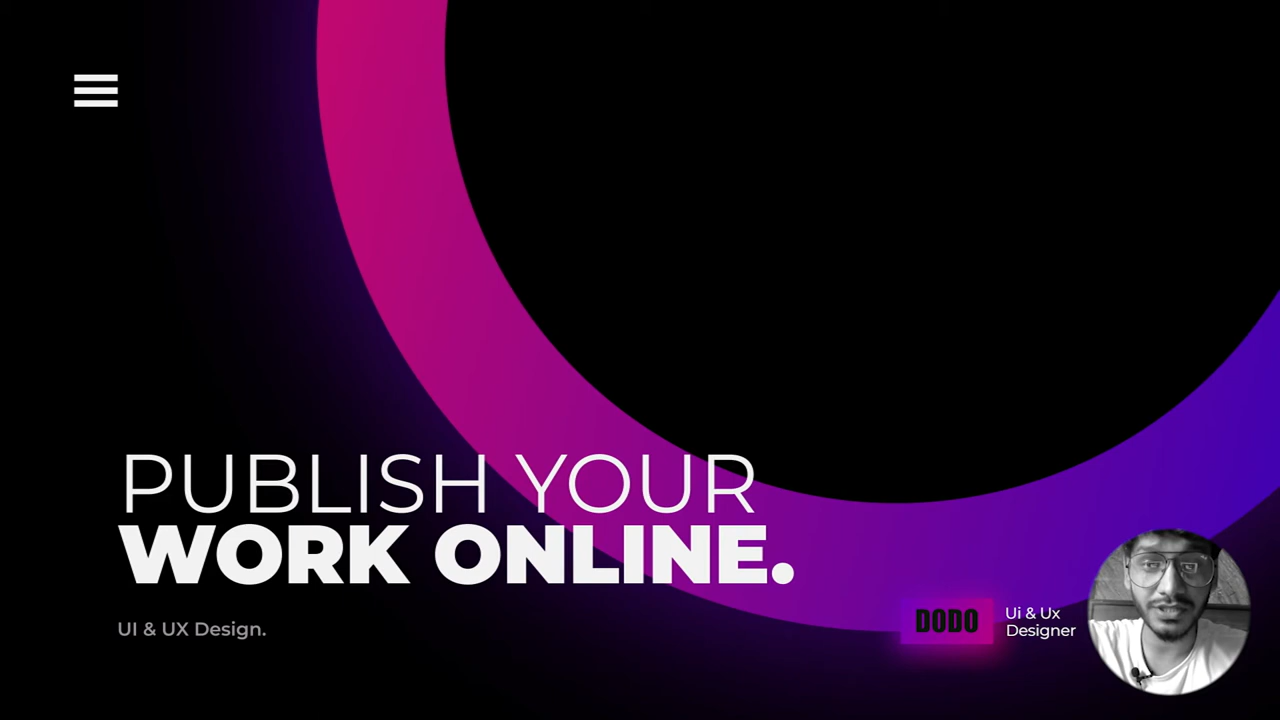 PUBLISH YOUR
WORK ONLINE.
UI & UX Design.
DODO
Ui & Ux
Designer